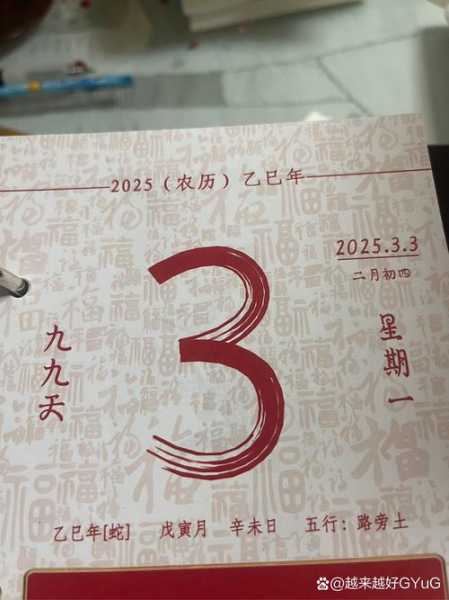 2025（农历）乙巳年
2025.3.3
二月初四
3
星期一
九九天
乙巳年[蛇] 戊寅月 辛未日 五行：路旁土
福
@越来越好GYuG